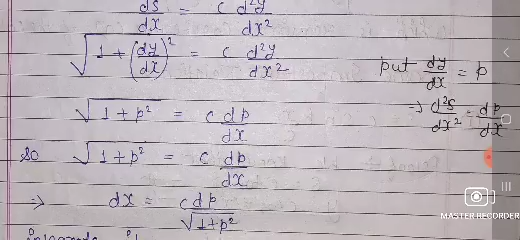 ds/dx = c d²y/dx²
√(1 + (dy/dx)²) = c d²y/dx²
put dy/dx = p
→ d²s/dx² = dp/dx
√(1 + p²) = c dp/dx
so √(1 + p²) = c dp/dx
→ dx = c dp/√(1 + p²)
MASTER RECORDER